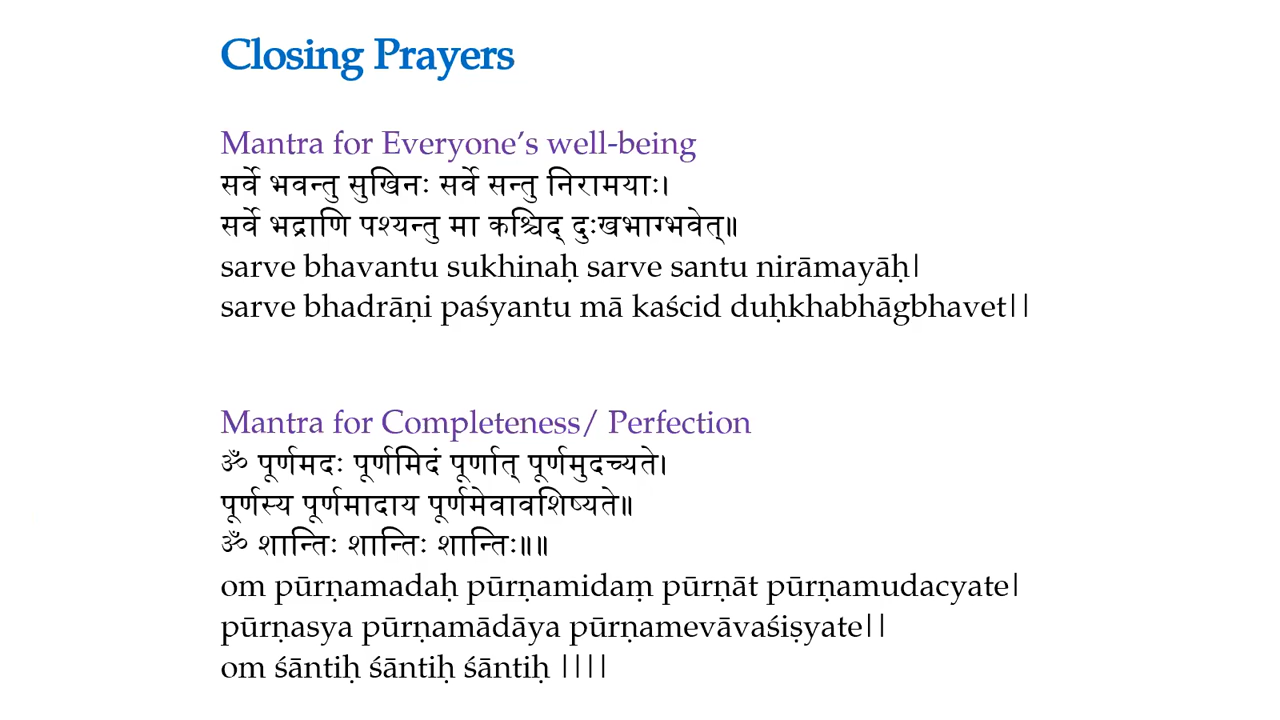 Closing Prayers
Mantra for Everyone’s well-being
सर्वे भवन्तु सुखिनः सर्वे सन्तु निरामयाः।
सर्वे भद्राणि पश्यन्तु मा कश्चिद् दुःखभाग्भवेत्॥
sarve bhavantu sukhinaḥ sarve santu nirāmayāḥ|
sarve bhadrāṇi paśyantu mā kaścid duḥkhabhāgbhavet||
Mantra for Completeness/ Perfection
ॐ पूर्णमदः पूर्णमिदं पूर्णात् पूर्णमुदच्यते।
पूर्णस्य पूर्णमादाय पूर्णमेवावशिष्यते॥
ॐ शान्तिः शान्तिः शान्तिः॥॥
om pūrṇamadaḥ pūrṇamidaṃ pūrṇāt pūrṇamudacyate|
pūrṇasya pūrṇamādāya pūrṇamevāvaśiṣyate||
om śāntiḥ śāntiḥ śāntiḥ ||||